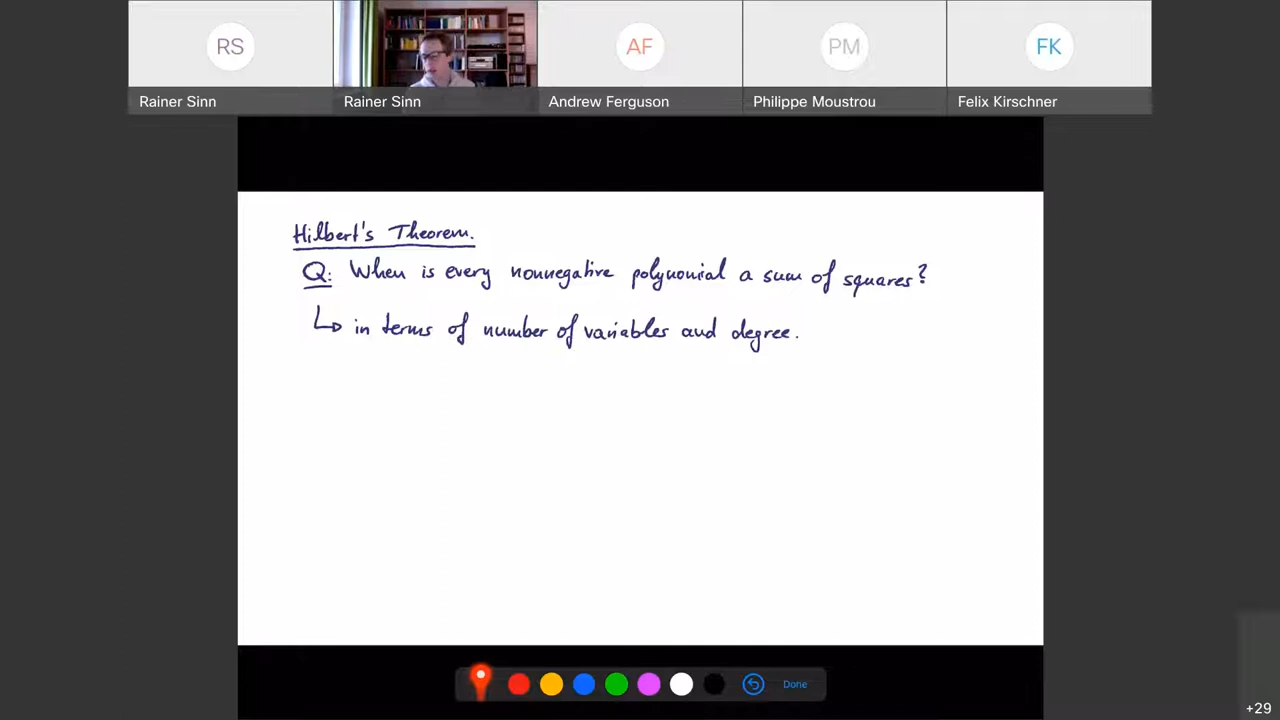 RS
AF
PM
FK
Rainer Sinn
Rainer Sinn
Andrew Ferguson
Philippe Moustrou
Felix Kirschner
Hilbert's Theorem.
Q: When is every nonnegative polynomial a sum of squares?
↳ in terms of number of variables and degree.
Done
+29